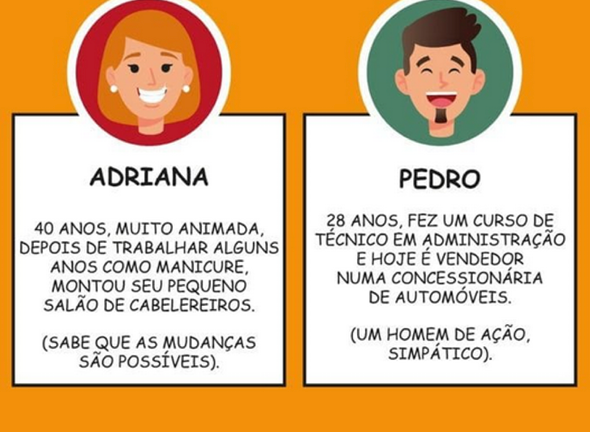 ADRIANA
40 ANOS, MUITO ANIMADA,
DEPOIS DE TRABALHAR ALGUNS
ANOS COMO MANICURE,
MONTOU SEU PEQUENO
SALÃO DE CABELEREIROS.
(SABE QUE AS MUDANÇAS
SÃO POSSÍVEIS).
PEDRO
28 ANOS, FEZ UM CURSO DE
TÉCNICO EM ADMINISTRAÇÃO
E HOJE É VENDEDOR
NUMA CONCESSIONÁRIA
DE AUTOMÓVEIS.
(UM HOMEM DE AÇÃO,
SIMPÁTICO).